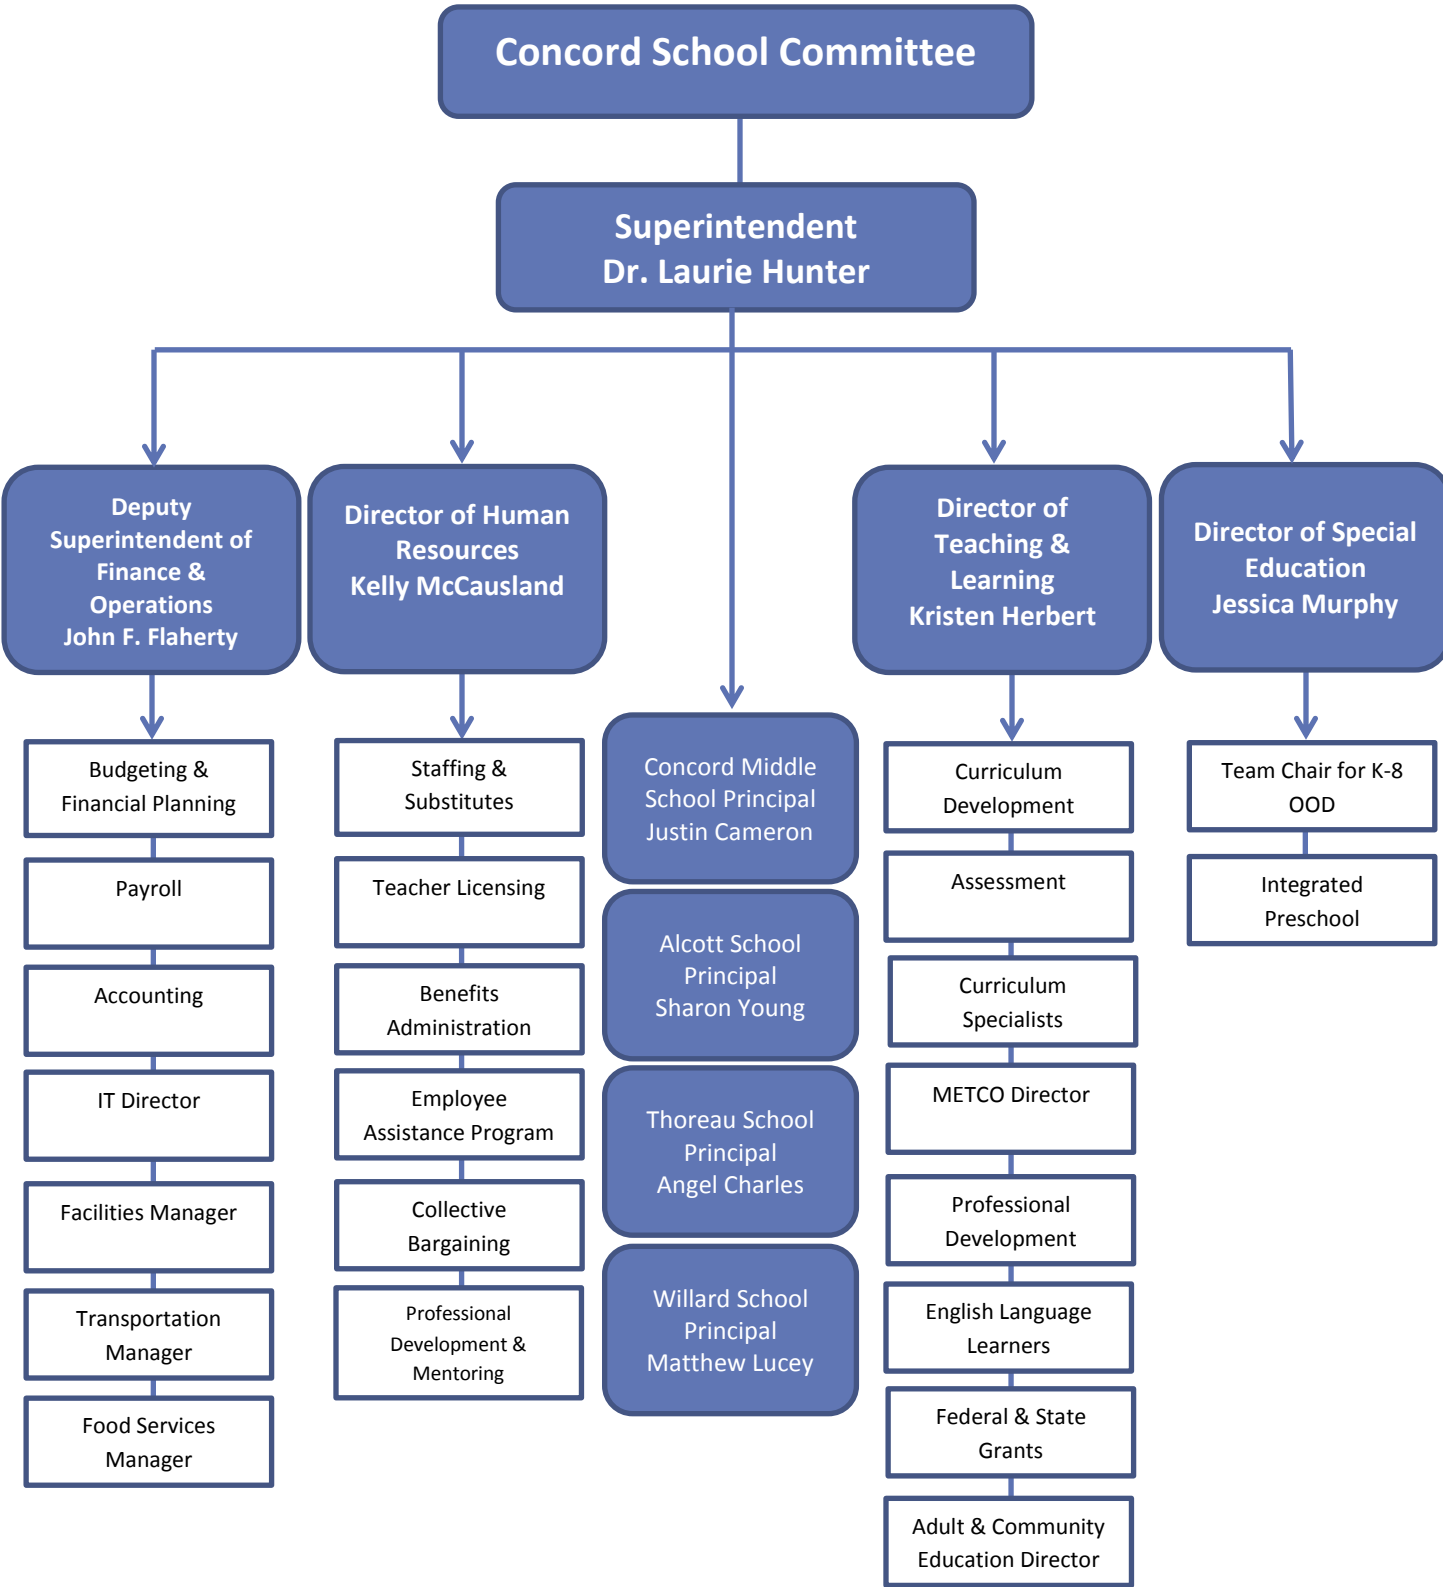 Concord School Committee
Superintendent
Dr. Laurie Hunter
Deputy
Superintendent of
Finance &
Operations
John F. Flaherty
Director of Human
Resources
Kelly McCausland
Director of
Teaching &
Learning
Kristen Herbert
Director of Special
Education
Jessica Murphy
Budgeting &
Financial Planning
Payroll
Accounting
IT Director
Facilities Manager
Transportation
Manager
Food Services
Manager
Staffing &
Substitutes
Teacher Licensing
Benefits
Administration
Employee
Assistance Program
Collective
Bargaining
Professional
Development &
Mentoring
Concord Middle
School Principal
Justin Cameron
Alcott School
Principal
Sharon Young
Thoreau School
Principal
Angel Charles
Willard School
Principal
Matthew Lucey
Curriculum
Development
Assessment
Curriculum
Specialists
METCO Director
Professional
Development
English Language
Learners
Federal & State
Grants
Adult & Community
Education Director
Team Chair for K-8
OOD
Integrated
Preschool